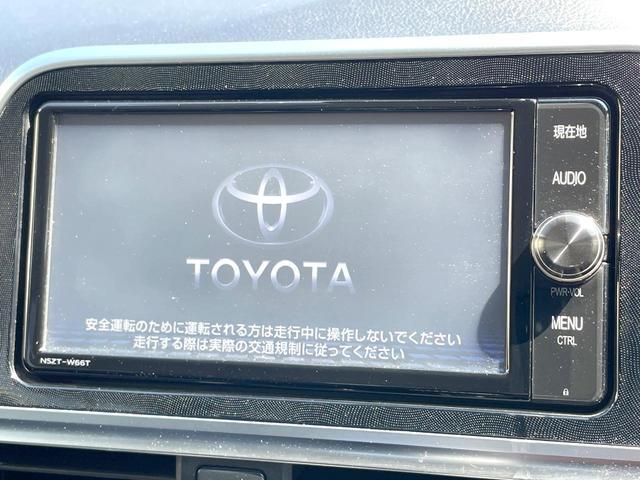 現在地
AUDIO
TOYOTA
PWR•VOL
安全運転のために運転される方は走行中に操作しないでください
走行する際は実際の交通規制に従ってください
MENU
CTRL
NSZT-W66T